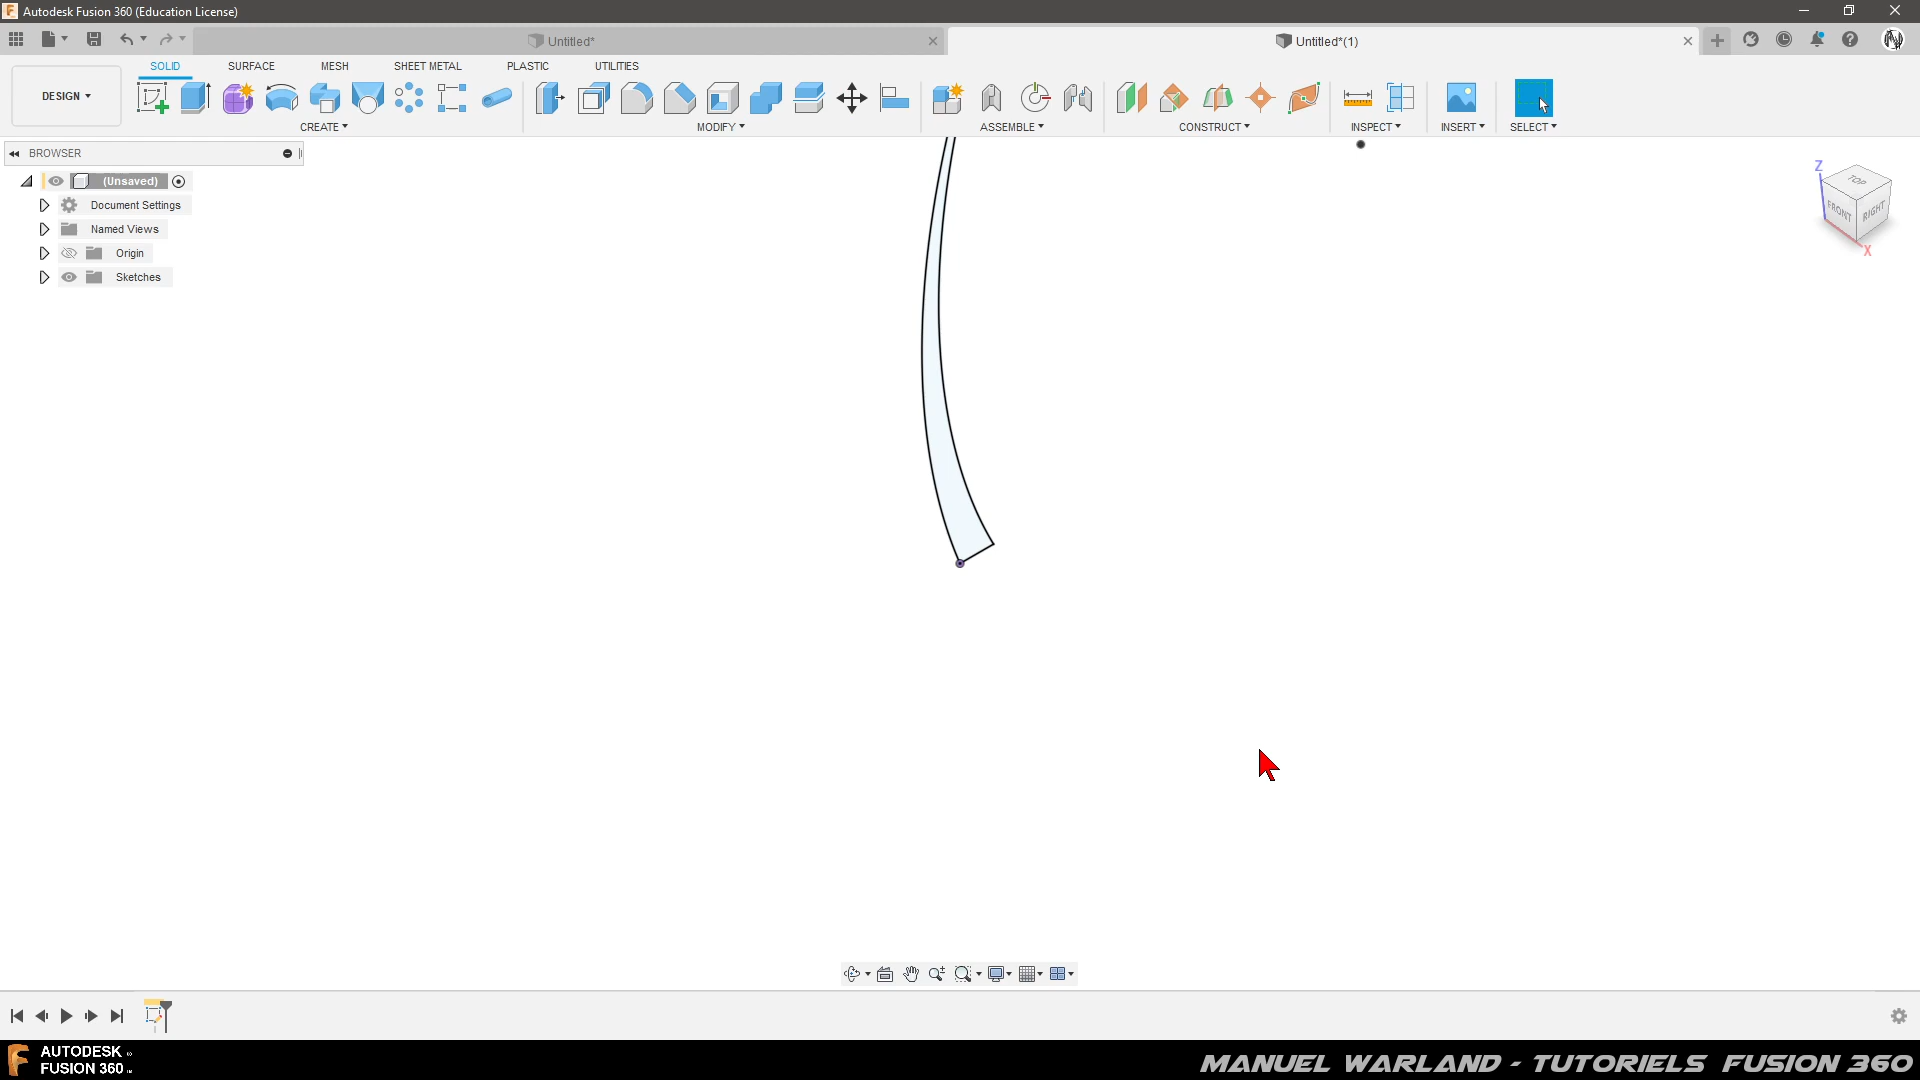 Autodesk Fusion 360 (Education License)
Untitled*
Untitled*(1)
DESIGN
SOLID
SURFACE
MESH
SHEET METAL
PLASTIC
UTILITIES
CREATE
MODIFY
ASSEMBLE
CONSTRUCT
INSPECT
INSERT
SELECT
BROWSER
(Unsaved)
Document Settings
Named Views
Origin
Sketches
Z
TOP
FRONT
RIGHT
X
AUTODESK
FUSION 360
MANUEL WARLAND - TUTORIELS FUSION 360